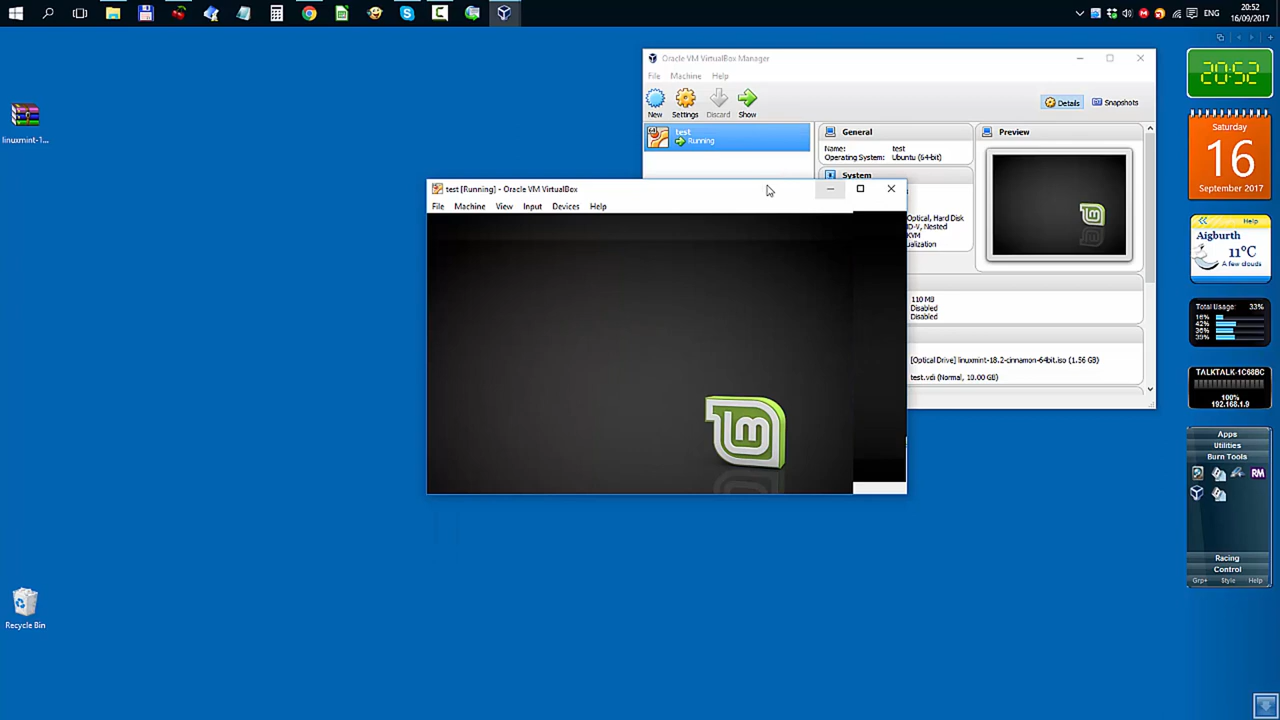 ENG
20:52
16/09/2017
linuxmint-1...
Recycle Bin
Oracle VM VirtualBox Manager
File Machine Help
New Settings Discard Show
Details Snapshots
test
Running
General
Name: test
Operating System: Ubuntu (64-bit)
System
Optical, Hard Disk
D-V, Nested
KVM
ualization
110 MB
Disabled
Disabled
[Optical Drive] linuxmint-18.2-cinnamon-64bit.iso (1.56 GB)
test.vdi (Normal, 10.00 GB)
Preview
test [Running] - Oracle VM VirtualBox
File Machine View Input Devices Help
20:52
Saturday
16
September 2017
Help
Aigburth
11°C
A few clouds
Total Usage: 33%
16%
42%
36%
39%
TALKTALK-1C68BC
100%
192.168.1.9
Apps
Utilities
Burn Tools
RM
Racing
Control
Grp+ Style Help